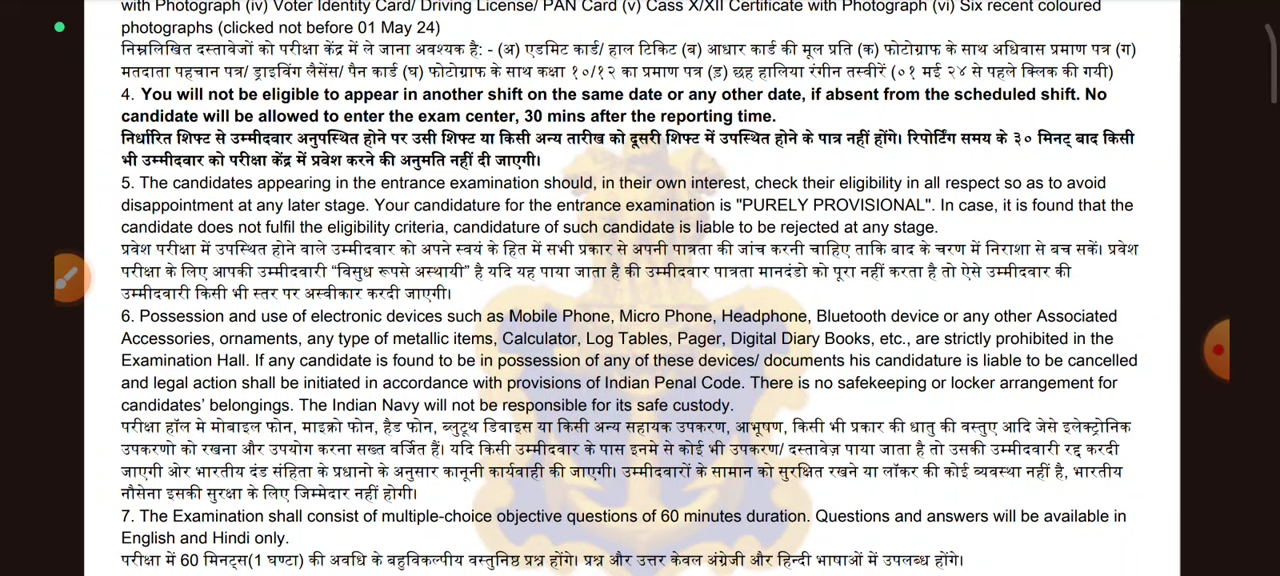 with Photograph (iv) Voter Identity Card/ Driving License/ PAN Card (v) Cass X/XII Certificate with Photograph (vi) Six recent coloured
photographs (clicked not before 01 May 24)
निम्नलिखित दस्तावेजों को परीक्षा केंद्र में ले जाना अवश्यक है: - (अ) एडमिट कार्ड/ हाल टिकिट (ब) आधार कार्ड की मूल प्रति (क) फोटोग्राफ के साथ अधिवास प्रमाण पत्र (ग)
मतदाता पहचान पत्र/ ड्राइविंग लैसेंस/ पैन कार्ड (घ) फोटोग्राफ के साथ कक्षा १०/१२ का प्रमाण पत्र (ड़) छह हालिया रंगीन तस्वीरें (०१ मई २४ से पहले क्लिक की गयी)
4. You will not be eligible to appear in another shift on the same date or any other date, if absent from the scheduled shift. No
candidate will be allowed to enter the exam center, 30 mins after the reporting time.
निर्धारित शिफ्ट से उम्मीदवार अनुपस्थित होने पर उसी शिफ्ट या किसी अन्य तारीख को दूसरी शिफ्ट में उपस्थित होने के पात्र नहीं होंगे। रिपोर्टिंग समय के ३० मिनट् बाद किसी
भी उम्मीदवार को परीक्षा केंद्र में प्रवेश करने की अनुमति नहीं दी जाएगी।
5. The candidates appearing in the entrance examination should, in their own interest, check their eligibility in all respect so as to avoid
disappointment at any later stage. Your candidature for the entrance examination is "PURELY PROVISIONAL". In case, it is found that the
candidate does not fulfil the eligibility criteria, candidature of such candidate is liable to be rejected at any stage.
प्रवेश परीक्षा में उपस्थित होने वाले उम्मीदवार को अपने स्वयं के हित में सभी प्रकार से अपनी पात्रता की जांच करनी चाहिए ताकि बाद के चरण में निराशा से बच सकें। प्रवेश
परीक्षा के लिए आपकी उम्मीदवारी “विसुध रूपसे अस्थायी” है यदि यह पाया जाता है की उम्मीदवार पात्रता मानदंडो को पूरा नहीं करता है तो ऐसे उम्मीदवार की
उम्मीदवारी किसी भी स्तर पर अस्वीकार करदी जाएगी।
6. Possession and use of electronic devices such as Mobile Phone, Micro Phone, Headphone, Bluetooth device or any other Associated
Accessories, ornaments, any type of metallic items, Calculator, Log Tables, Pager, Digital Diary Books, etc., are strictly prohibited in the
Examination Hall. If any candidate is found to be in possession of any of these devices/ documents his candidature is liable to be cancelled
and legal action shall be initiated in accordance with provisions of Indian Penal Code. There is no safekeeping or locker arrangement for
candidates’ belongings. The Indian Navy will not be responsible for its safe custody.
परीक्षा हॉल मे मोबाइल फोन, माइक्रो फोन, हैड फोन, ब्लुटूथ डिवाइस या किसी अन्य सहायक उपकरण, आभूषण, किसी भी प्रकार की धातु की वस्तुए आदि जेसे इलेक्ट्रोनिक
उपकरणो को रखना और उपयोग करना सख्त वर्जित हैं। यदि किसी उम्मीदवार के पास इनमे से कोई भी उपकरण/ दस्तावेज़ पाया जाता है तो उसकी उम्मीदवारी रद्द करदी
जाएगी ओर भारतीय दंड संहिता के प्रधानो के अनुसार कानूनी कार्यवाही की जाएगी। उम्मीदवारों के सामान को सुरक्षित रखने या लॉकर की कोई व्यवस्था नहीं है, भारतीय
नौसेना इसकी सुरक्षा के लिए जिम्मेदार नहीं होगी।
7. The Examination shall consist of multiple-choice objective questions of 60 minutes duration. Questions and answers will be available in
English and Hindi only.
परीक्षा में 60 मिनट्स(1 घण्टा) की अवधि के बहुविकल्पीय वस्तुनिष्ठ प्रश्न होंगे। प्रश्न और उत्तर केवल अंग्रेजी और हिन्दी भाषाओं में उपलब्ध होंगे।